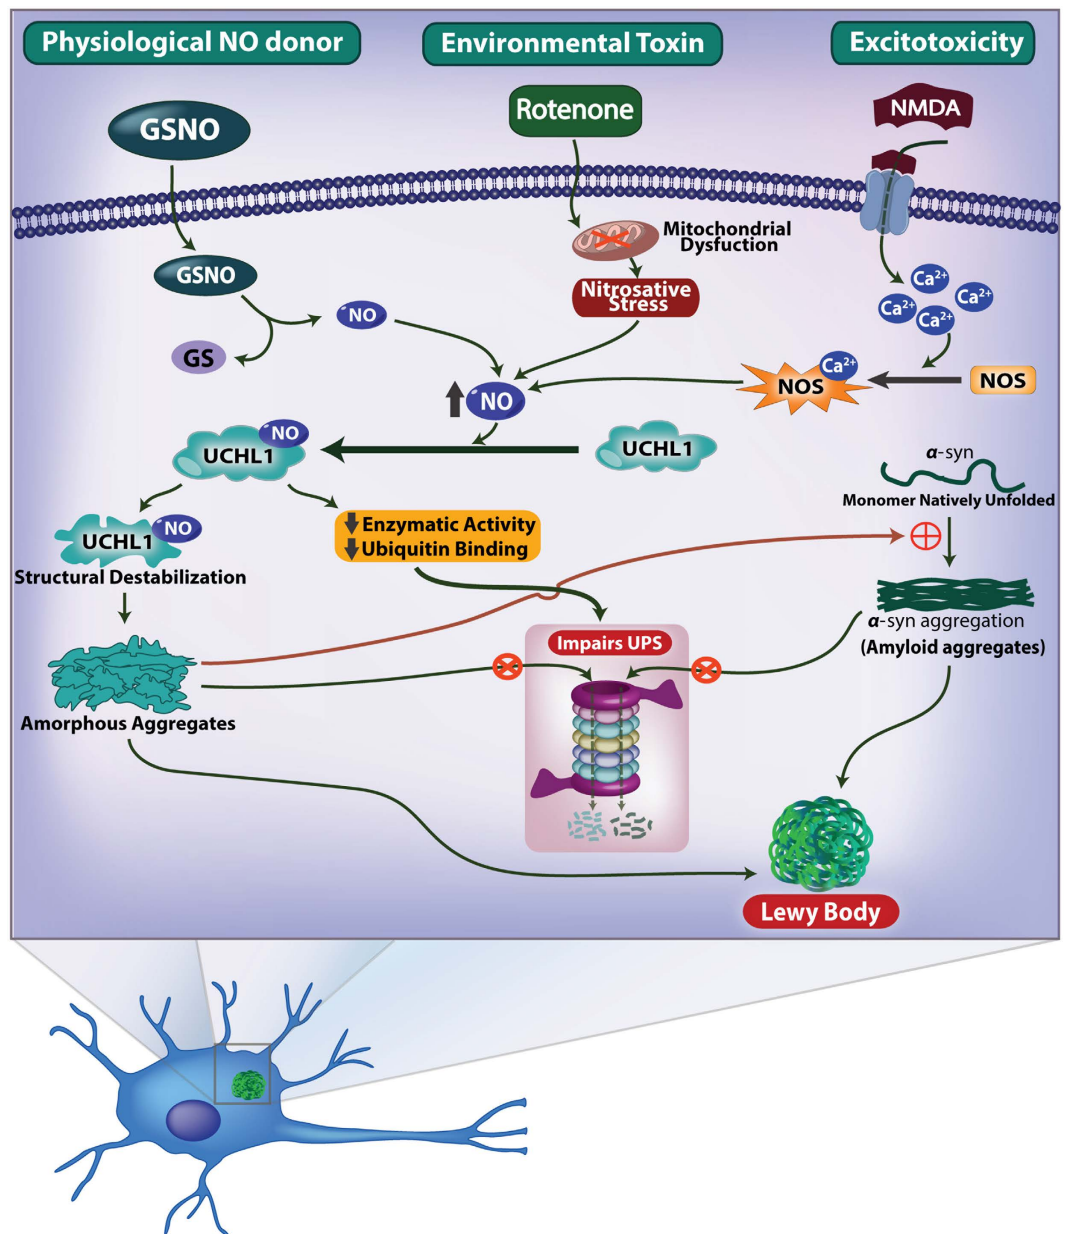 Physiological NO donor
Environmental Toxin
Excitotoxicity
GSNO
Rotenone
NMDA
Mitochondrial
Dysfuction
GSNO
Nitrosative
Stress
Ca2+
Ca2+
Ca2+
Ca2+
NO
GS
NO
NOS
Ca2+
NOS
NO
UCHL1
UCHL1
α-syn
Monomer Natively Unfolded
UCHL1
NO
Structural Destabilization
Enzymatic Activity
Ubiquitin Binding
α-syn aggregation
(Amyloid aggregates)
Impairs UPS
Amorphous Aggregates
Lewy Body